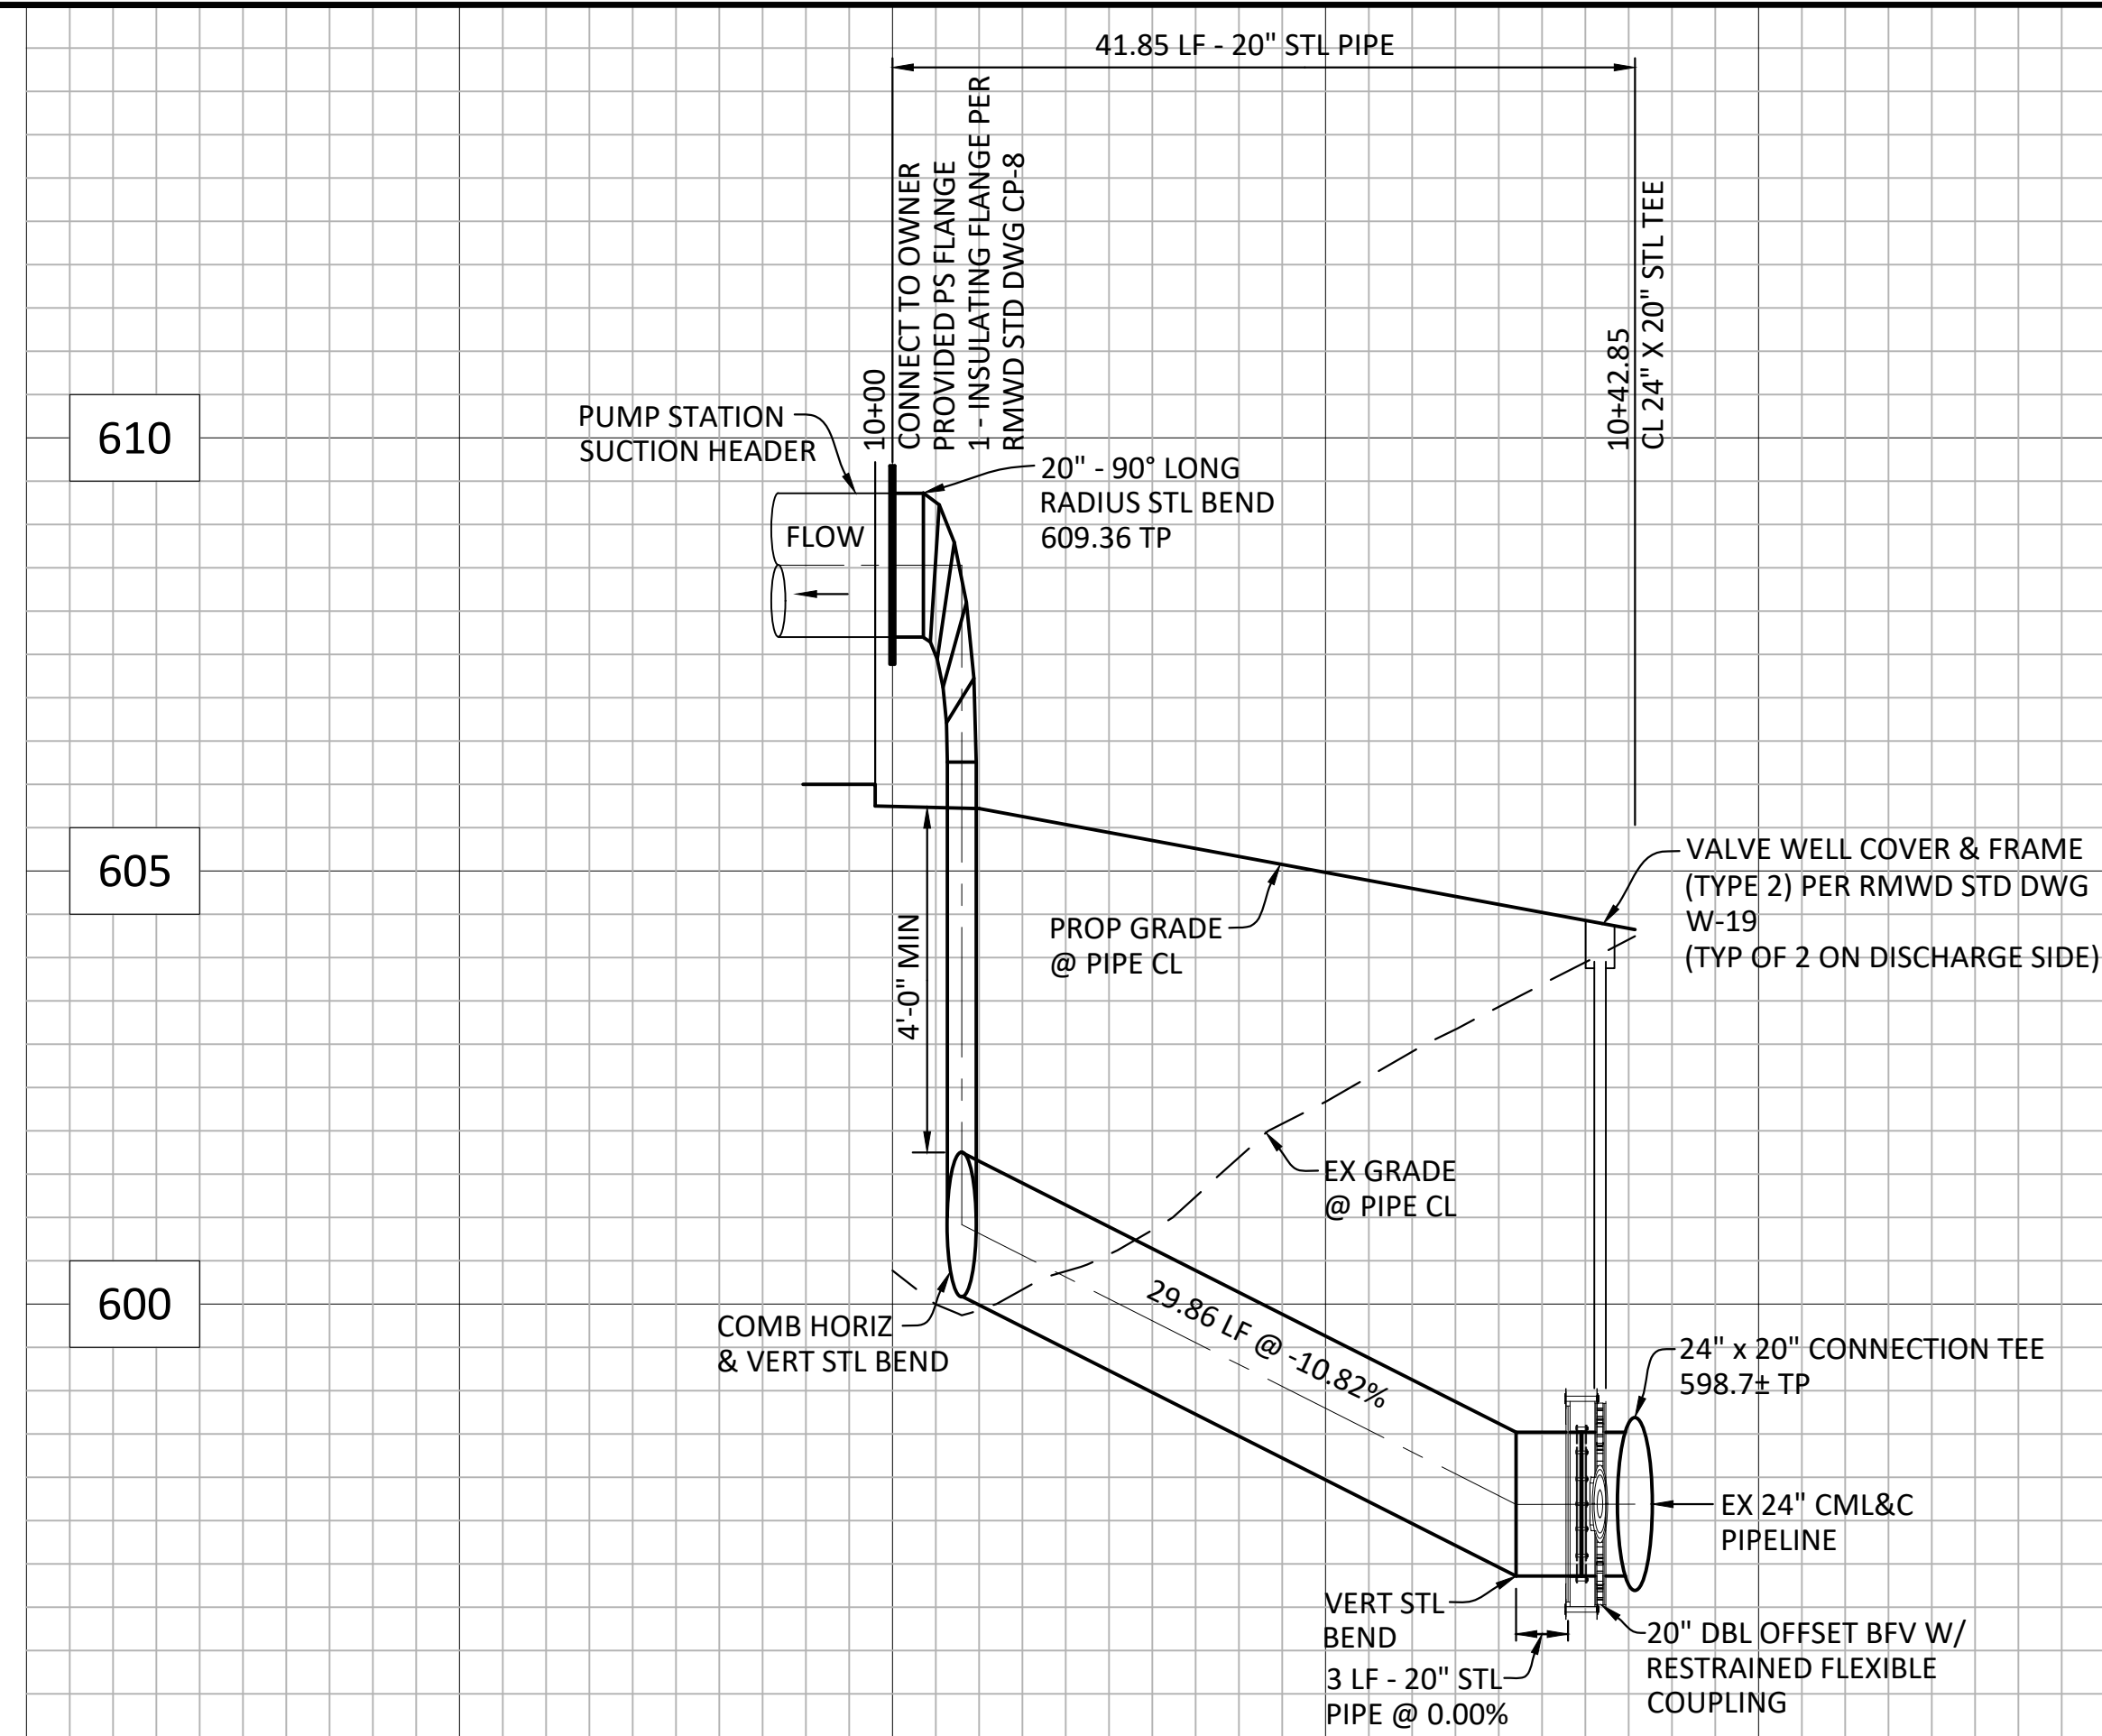 41.85 LF - 20" STL PIPE
10+00
CONNECT TO OWNER
PROVIDED PS FLANGE
1 - INSULATING FLANGE PER
RMWD STD DWG CP-8
10+42.85
CL 24" X 20" STL TEE
610
PUMP STATION
SUCTION HEADER
FLOW
20" - 90° LONG
RADIUS STL BEND
609.36 TP
605
4'-0" MIN
PROP GRADE
@ PIPE CL
VALVE WELL COVER & FRAME
(TYPE 2) PER RMWD STD DWG
W-19
(TYP OF 2 ON DISCHARGE SIDE)
EX GRADE
@ PIPE CL
600
COMB HORIZ
& VERT STL BEND
29.86 LF @ -10.82%
24" x 20" CONNECTION TEE
598.7± TP
EX 24" CML&C
PIPELINE
VERT STL
BEND
3 LF - 20" STL
PIPE @ 0.00%
20" DBL OFFSET BFV W/
RESTRAINED FLEXIBLE
COUPLING